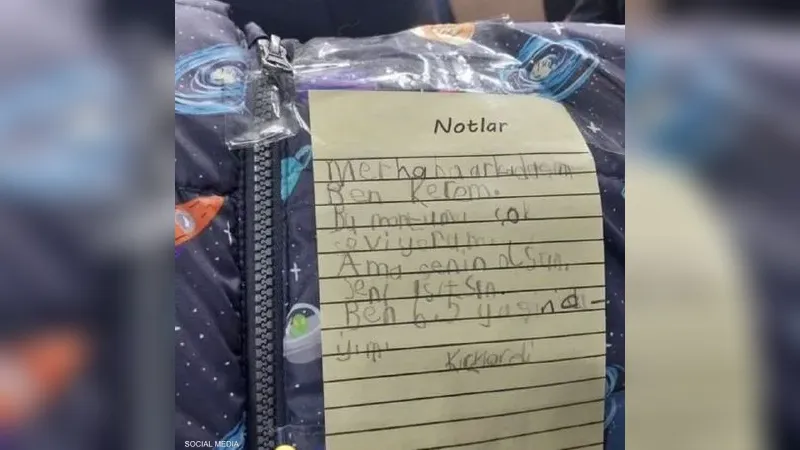 Notlar
Merhaba arkadaşım
Ben Kerem.
Bu montumu çok
seviyorum.
Ama senin olsun.
Seni ısıtsın.
Ben 6.5 yaşında-
yım.
Kırklareli
SOCIAL MEDIA